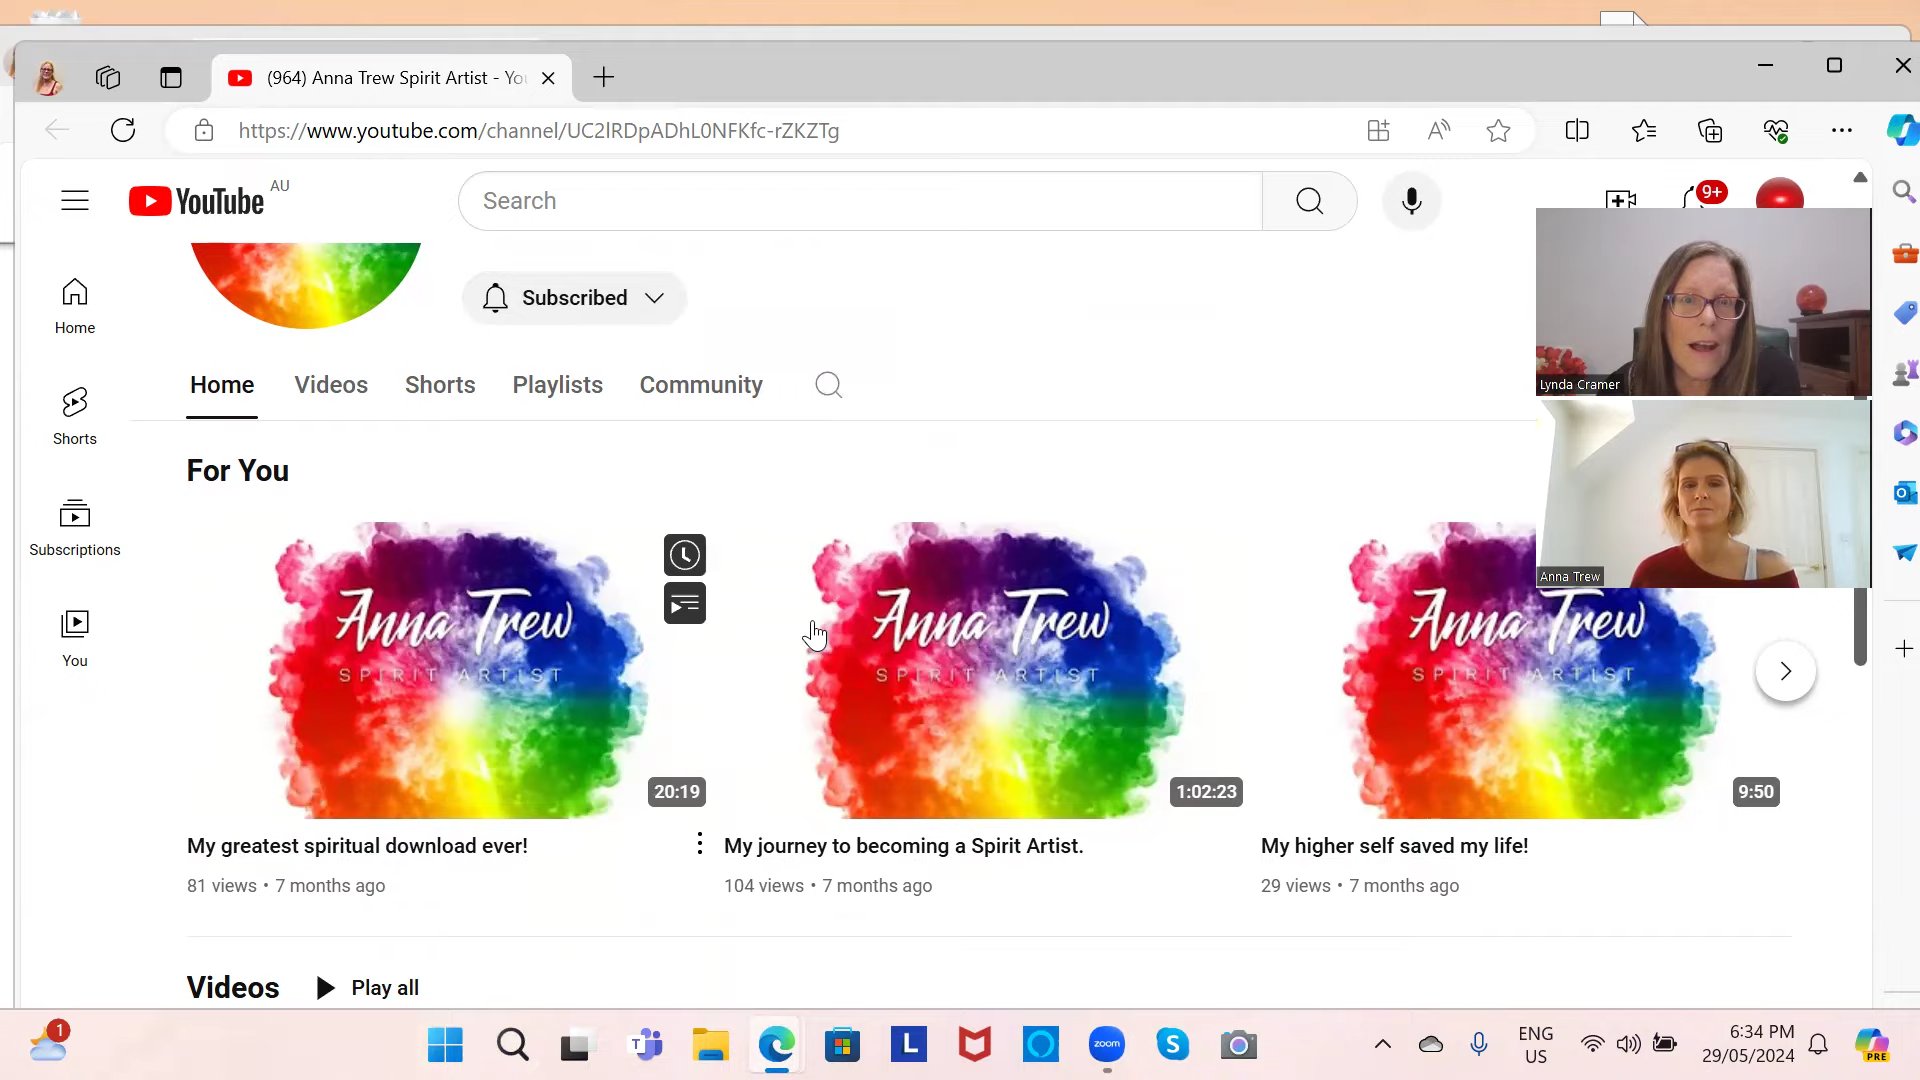 (964) Anna Trew Spirit Artist - You
https://www.youtube.com/channel/UC2lRDpADhL0NFKfc-rZKZTg
YouTube AU
Search
9+
Subscribed
Home
Shorts
Subscriptions
You
Home Videos Shorts Playlists Community
Lynda Cramer
Anna Trew
For You
Anna Trew
SPIRIT ARTIST
20:19
My greatest spiritual download ever!
81 views • 7 months ago
Anna Trew
SPIRIT ARTIST
1:02:23
My journey to becoming a Spirit Artist.
104 views • 7 months ago
Anna Trew
SPIRIT ARTIST
9:50
My higher self saved my life!
29 views • 7 months ago
Videos Play all
1
T
L
zoom
S
ENG
US
6:34 PM
29/05/2024
PRE